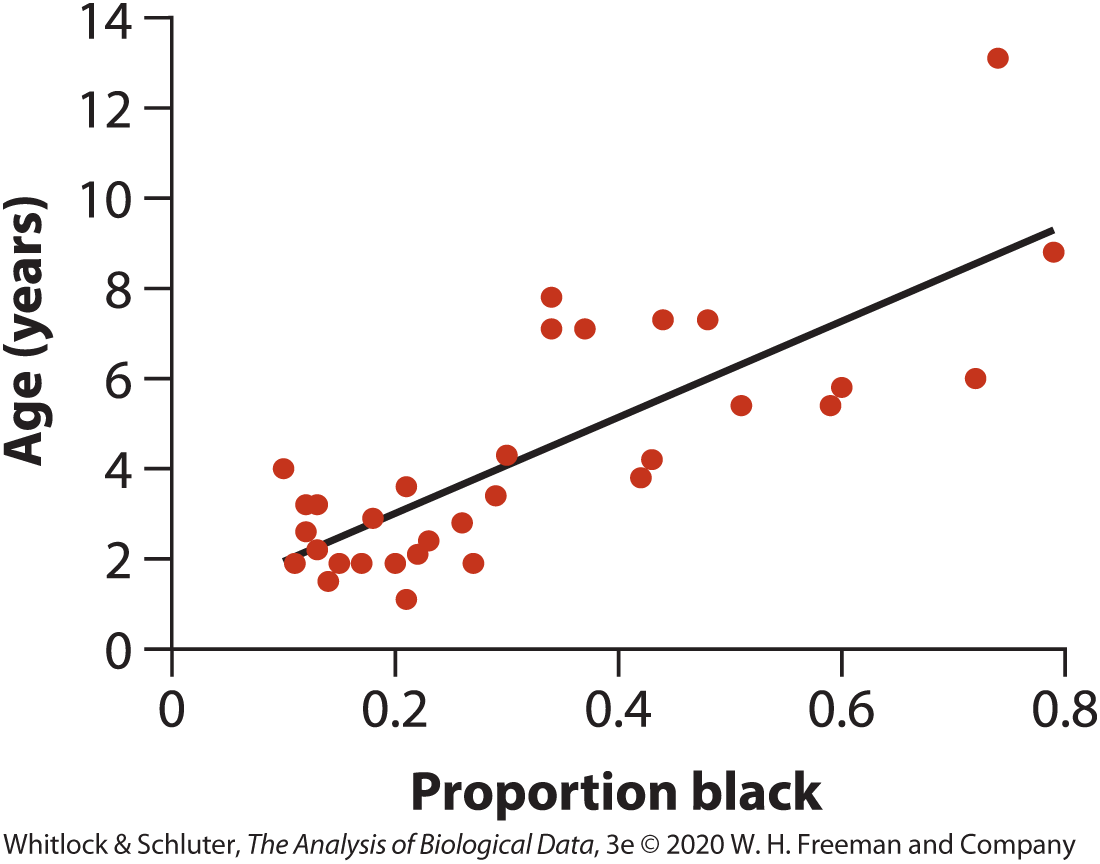 14
12
10
8
6
4
2
0
Age (years)
0 0.2 0.4 0.6 0.8
Proportion black
Whitlock & Schluter, The Analysis of Biological Data, 3e © 2020 W. H. Freeman and Company